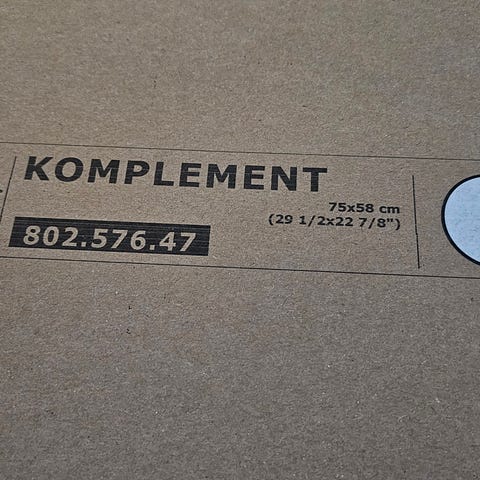 KOMPLEMENT
75x58 cm
(29 1/2x22 7/8")
802.576.47